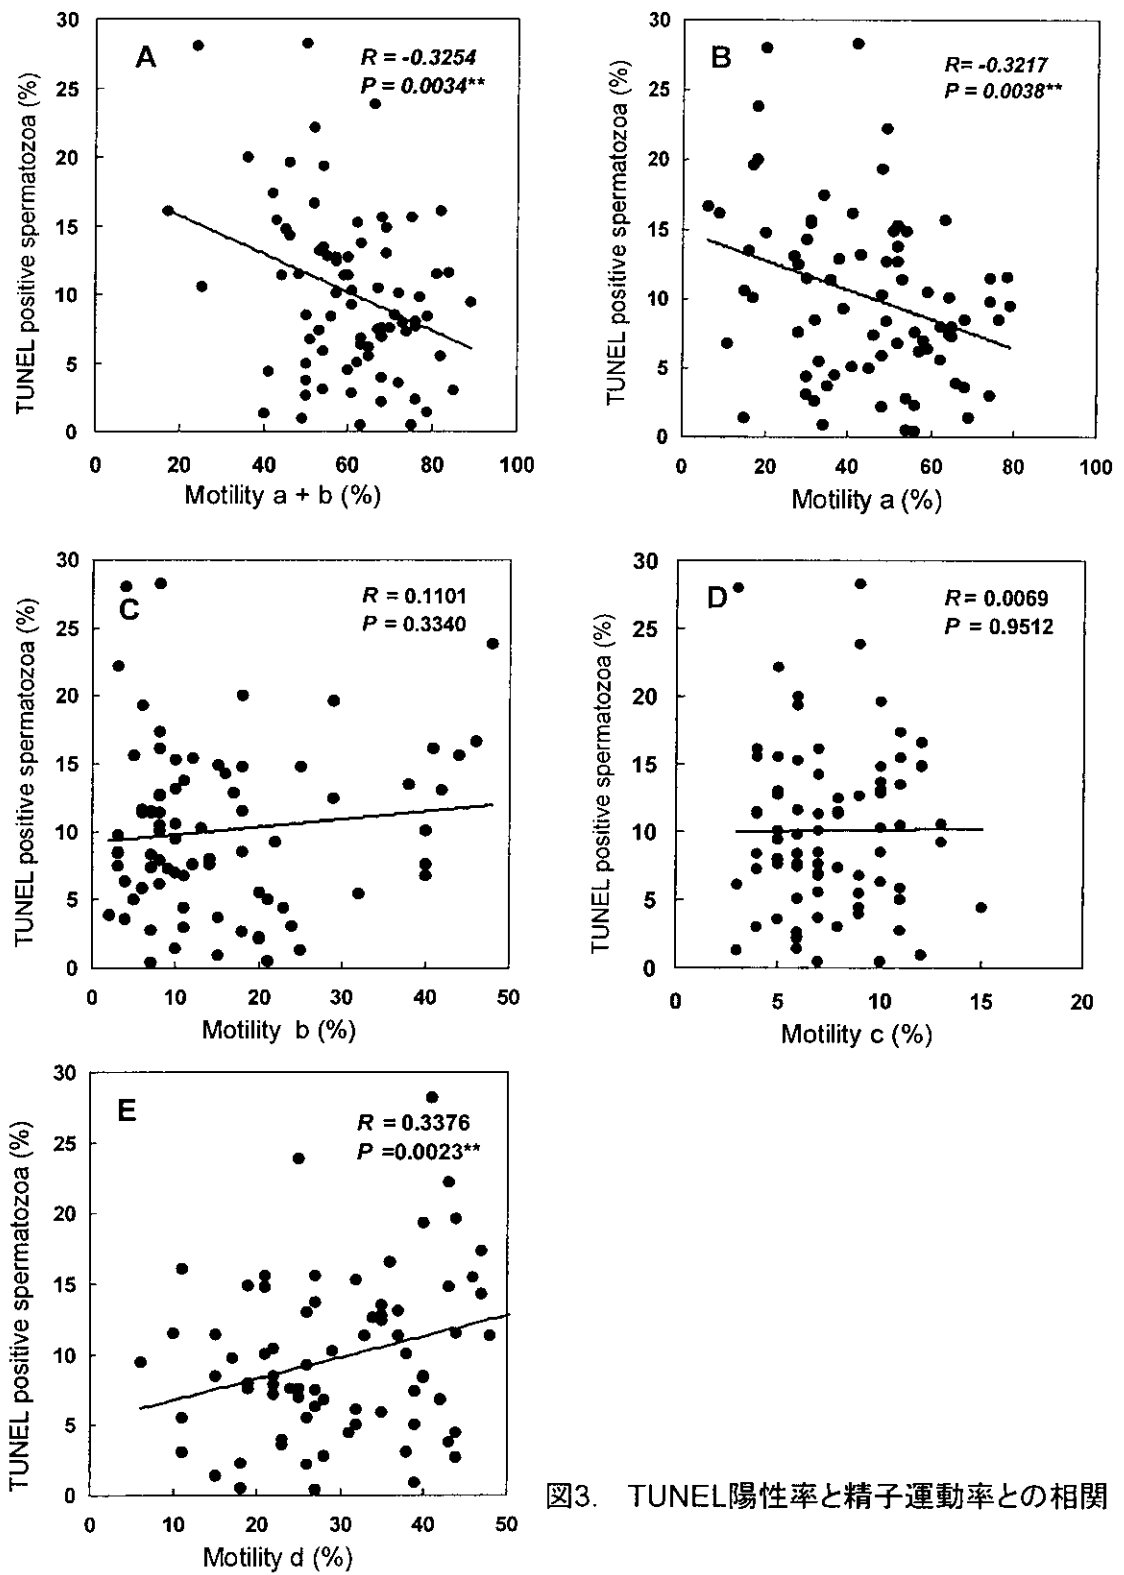 A
R = -0.3254
P = 0.0034**
TUNEL positive spermatozoa (%)
30
25
20
15
10
5
0
0 20 40 60 80 100
Motility a + b (%)
B
R= -0.3217
P = 0.0038**
TUNEL positive spermatozoa (%)
30
25
20
15
10
5
0
0 20 40 60 80 100
Motility a (%)
C
R = 0.1101
P = 0.3340
TUNEL positive spermatozoa (%)
30
25
20
15
10
5
0
0 10 20 30 40 50
Motility b (%)
D
R= 0.0069
P = 0.9512
TUNEL positive spermatozoa (%)
30
25
20
15
10
5
0
0 5 10 15 20
Motility c (%)
E
R = 0.3376
P =0.0023**
TUNEL positive spermatozoa (%)
30
25
20
15
10
5
0
0 10 20 30 40 50
Motility d (%)
図3. TUNEL陽性率と精子運動率との相関